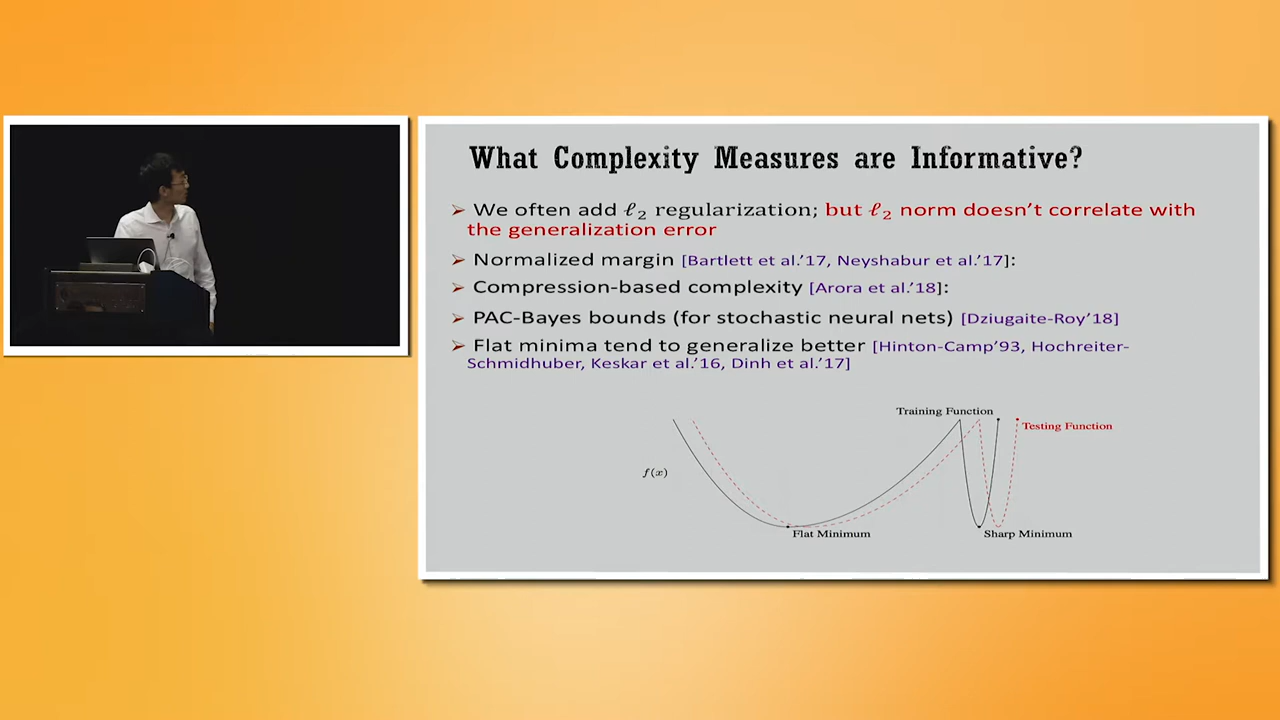 What Complexity Measures are Informative?
➢ We often add ℓ₂ regularization; but ℓ₂ norm doesn't correlate with
the generalization error
➢ Normalized margin [Bartlett et al.'17, Neyshabur et al.'17]:
➢ Compression-based complexity [Arora et al.'18]:
➢ PAC-Bayes bounds (for stochastic neural nets) [Dziugaite-Roy'18]
➢ Flat minima tend to generalize better [Hinton-Camp'93, Hochreiter-
Schmidhuber, Keskar et al.'16, Dinh et al.'17]
Training Function
Testing Function
f(x)
Flat Minimum
Sharp Minimum